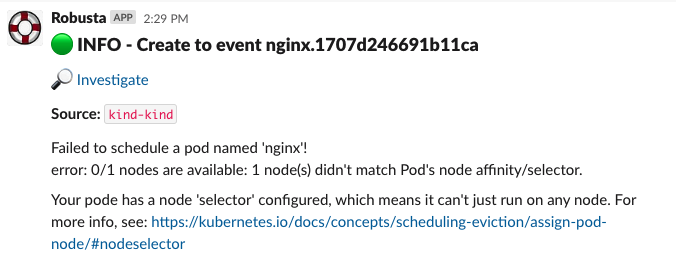 Robusta APP 2:29 PM
INFO - Create to event nginx.1707d246691b11ca
Investigate
Source: kind-kind
Failed to schedule a pod named 'nginx'!
error: 0/1 nodes are available: 1 node(s) didn't match Pod's node affinity/selector.
Your pode has a node 'selector' configured, which means it can't just run on any node. For
more info, see: https://kubernetes.io/docs/concepts/scheduling-eviction/assign-pod-
node/#nodeselector